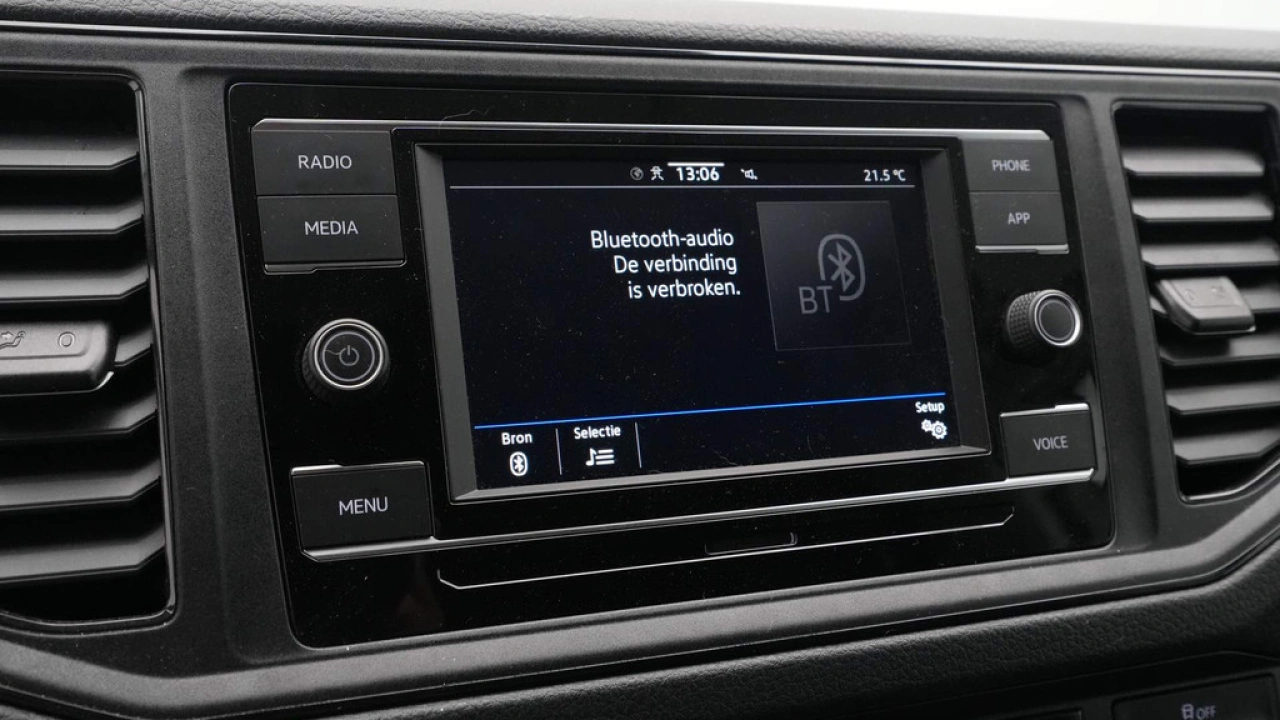 RADIO
MEDIA
MENU
13:06
21.5 °C
Bluetooth-audio
De verbinding
is verbroken.
BT
Bron
Selectie
Setup
PHONE
APP
VOICE
O
OFF